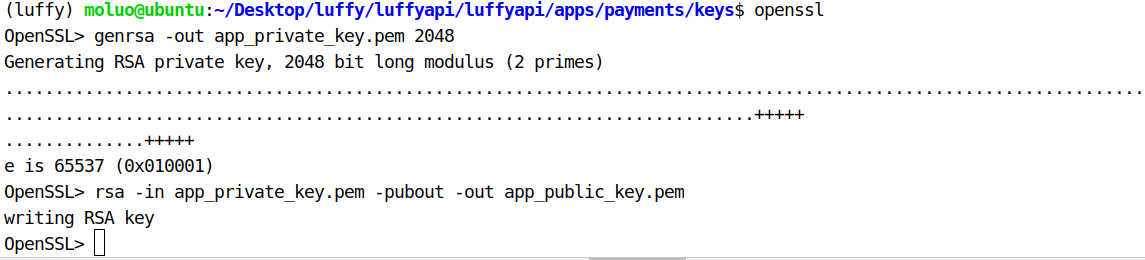 (luffy) moluo@ubuntu:~/Desktop/luffy/luffyapi/luffyapi/apps/payments/keys$ openssl
OpenSSL> genrsa -out app_private_key.pem 2048
Generating RSA private key, 2048 bit long modulus (2 primes)
..................................................................................................................
...........................................................................+++++
..............+++++
e is 65537 (0x010001)
OpenSSL> rsa -in app_private_key.pem -pubout -out app_public_key.pem
writing RSA key
OpenSSL>